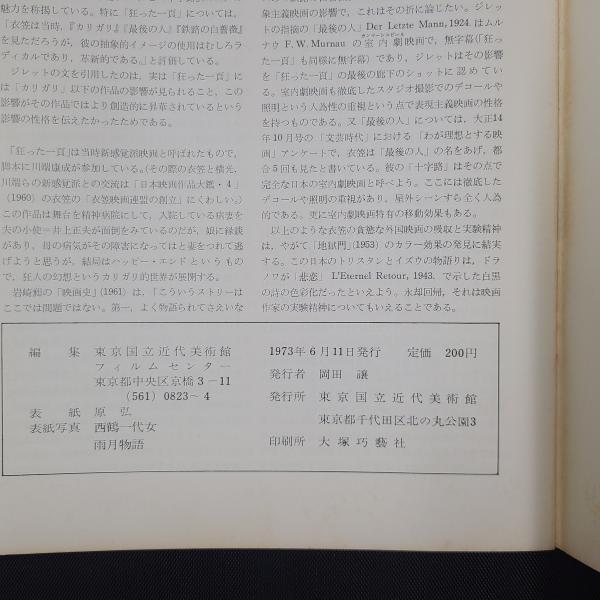 魅力を称揚している。特に「狂った一頁」については、
「衣笠は当時,『カリガリ』『最後の人』『鉄路の白薔薇』
を見ただろうが、彼の抽象的イメージの使用はむしろラ
ディカルであり、革新的である。」と評価している。
ジレットの文を引用したのは、実は「狂った一頁」に
は「カリガリ」以下の作品の影響が見られること、この
影響がその作品ではより創造的に昇華されているという
影響の性格を伝えたかったためである。
「狂った一頁」は当時新感覚派映画と呼ばれたもので,
脚本に川端康成が参加している。(その際の衣笠と横光,
川端らの新感覚派との交流は「日本映画作品大鑑・4」
(1960)の衣笠の「衣笠映画連盟の創立」にくわしい。)
この作品は舞台を精神病院にして、入院している病妻を
夫の小使=井上正夫が面倒をみているのだが、娘に縁談
があり、母の病気がその障害になってはと妻をつれて逃
げようと思うが、結局はハッピー・エンドというもの
で、狂人の幻想というカリガリ的世界が展開する。
岩崎昶の「映画史」(1961)は、「こういうストーリーは
ここでは問題ではない。第一、よく物語られてさえいな
象主義映画の影響で、これはその折に論じたい。ジレッ
トの指摘の「最後の人」Der Letzte Mann, 1924. はムル
ナウ F. W. Murnau の室内劇映画で、無字幕(「狂っ
た一頁」も同様に無字幕)であり、ジレットはその影響
を「狂った一頁」の最後の廊下のショットに認めてい
る。室内劇映画も徹底したスタジオ撮影でのデコールや
照明という人為性の重視という点で表現主義映画の性格
を持つものである。又「最後の人」については、大正14
年10月号の「文芸時代」における「わが理想とする映
画」アンケートで、衣笠は「最後の人」の名をあげ、都
合5回も見たと書いている。彼の「十字路」はその点で
完全な日本の室内劇映画と呼べよう。ここには徹底した
デコールや照明の重視があり、屋外シーンすら全く人為
的である。更に室内劇映画特有の移動効果もある。
以上のような衣笠の貪慾な外国映画の吸収と実験精神
は、やがて「地獄門」(1953)のカラー効果の発見に結実
する。この日本のトリスタンとイズウの物語りは、ドラ
ノワが「悲恋」L'Eternel Retour, 1943. で示した白黒
の詩の色彩化だったといえよう。永却回帰、それは映画
作家の実験精神についてもいえることである。
編集 東京国立近代美術館
フィルムセンター
東京都中央区京橋3-11
(561) 0823~4
表紙 原弘
表紙写真 西鶴一代女
雨月物語
1973年6月11日発行 定価 200円
発行者 岡田 譲
発行所 東京国立近代美術館
東京都千代田区北の丸公園3
印刷所 大塚巧藝社